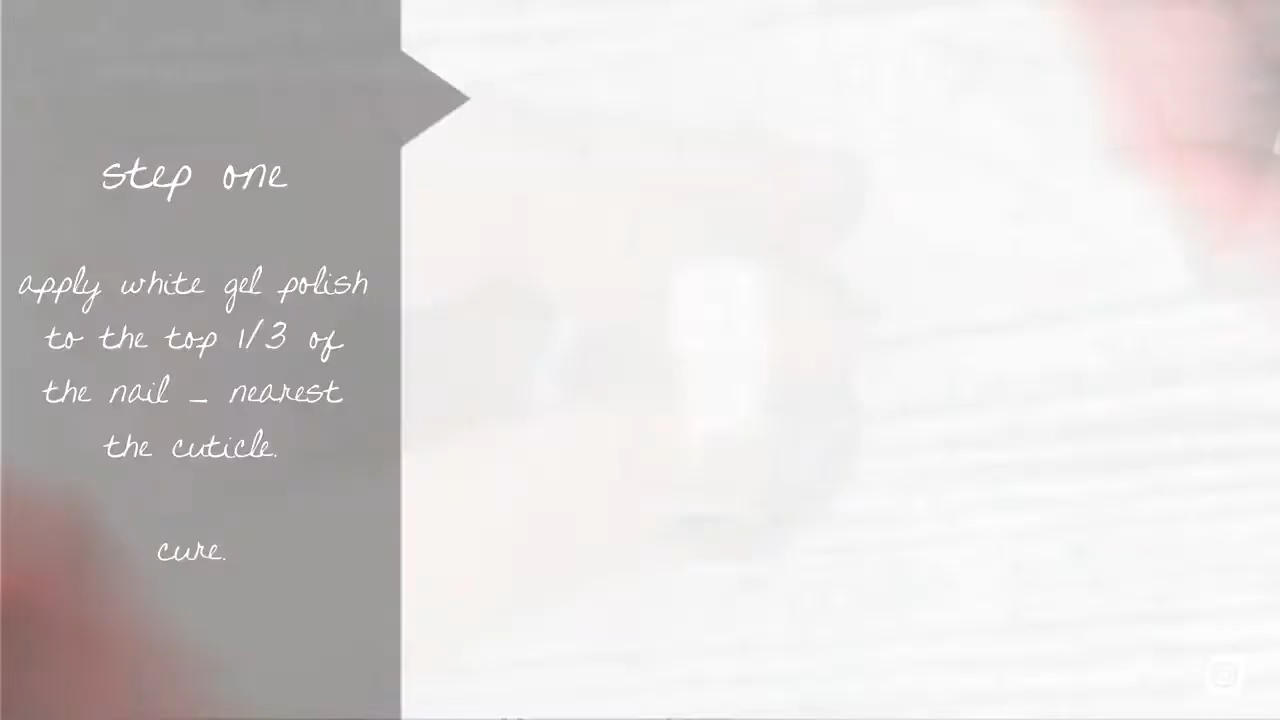 step one
apply white gel polish
to the top 1/3 of
the nail _ nearest
the cuticle.
cure.